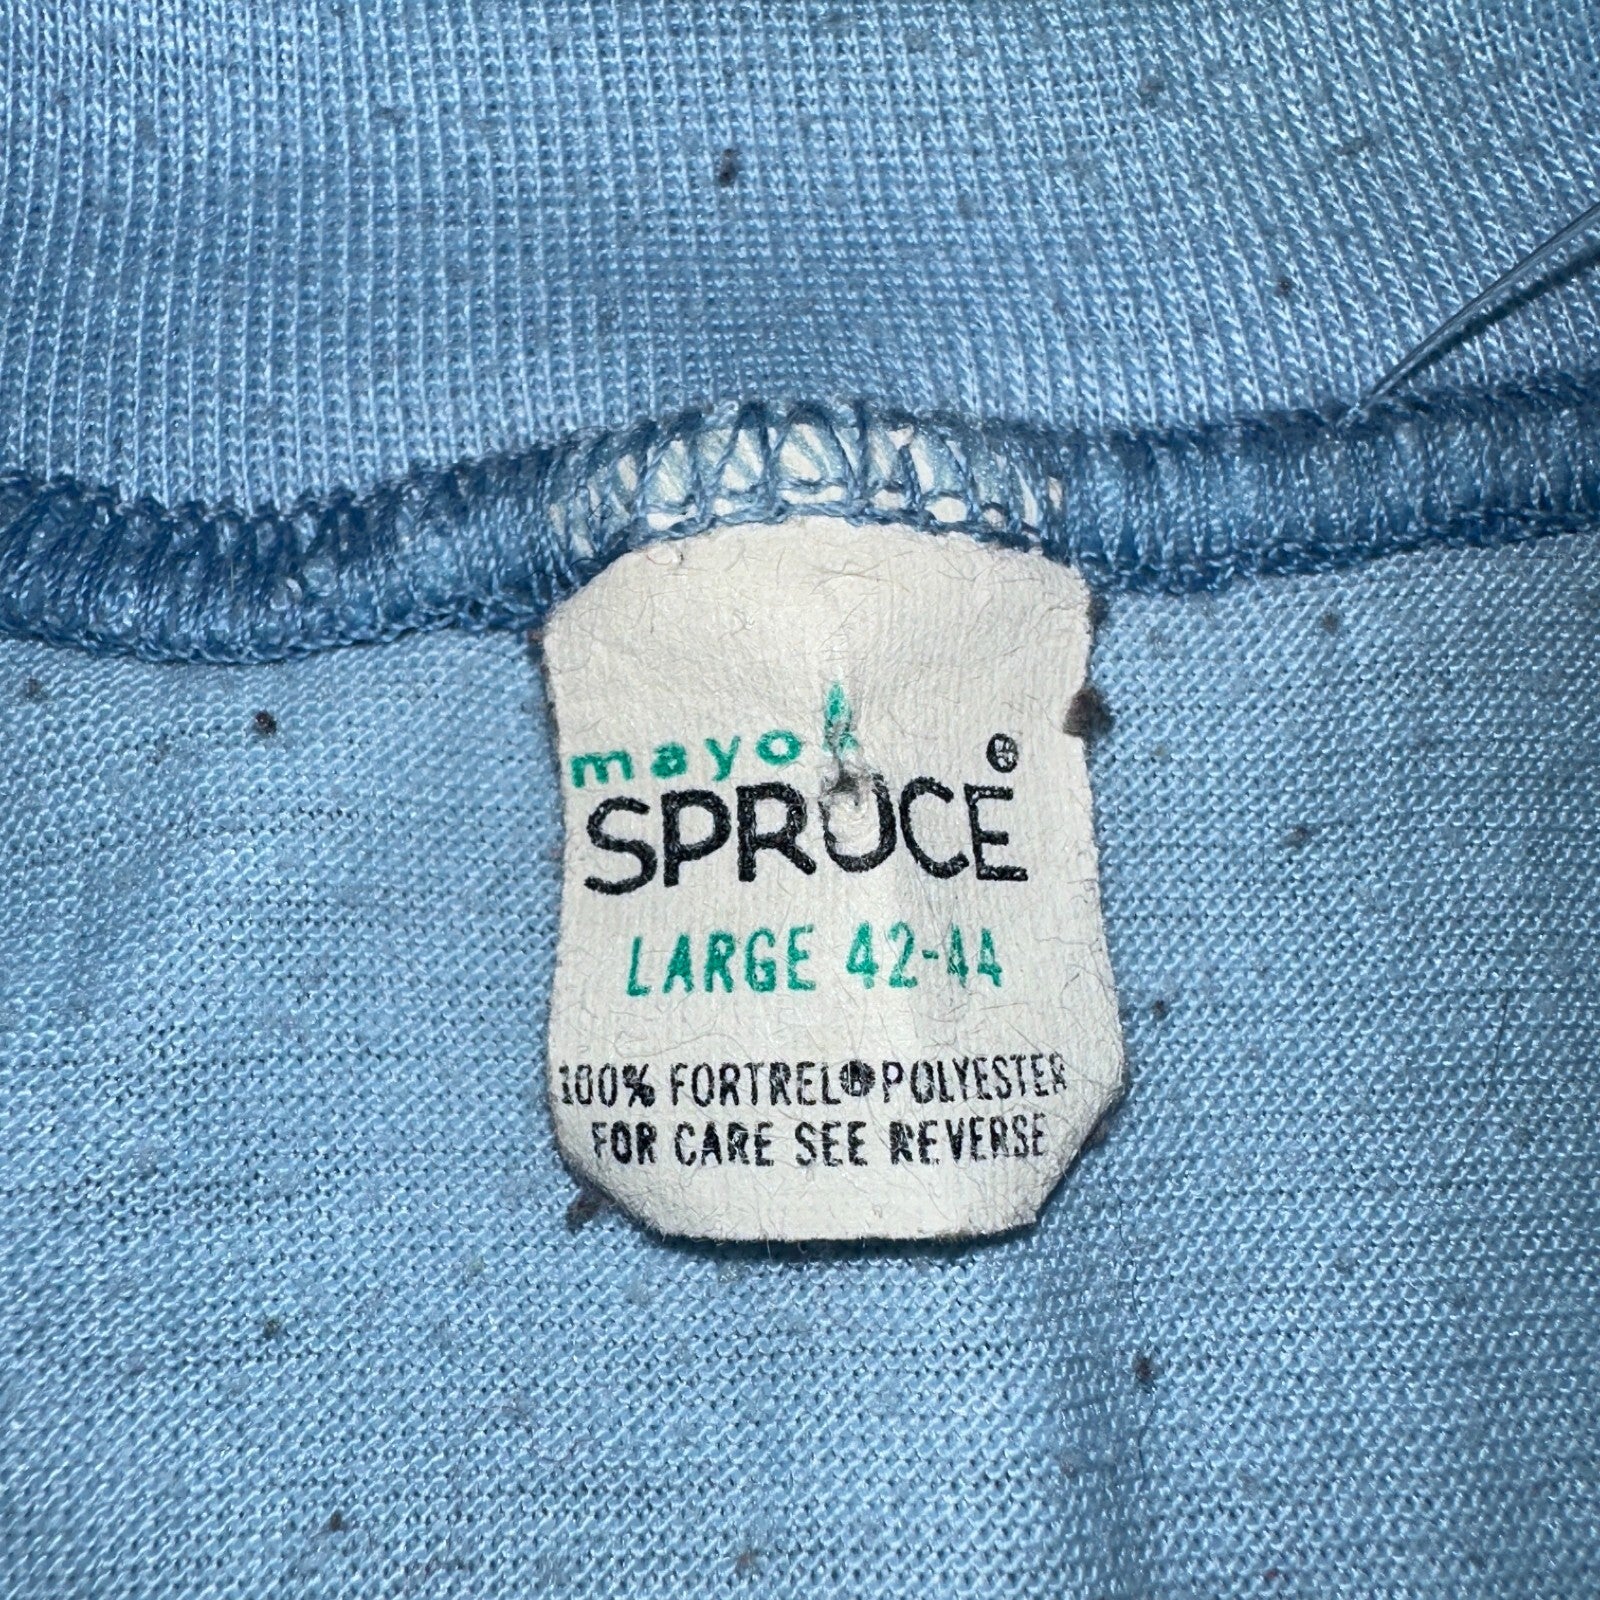 mayo
SPRUCE®
LARGE 42-44
100% FORTREL® POLYESTER
FOR CARE SEE REVERSE